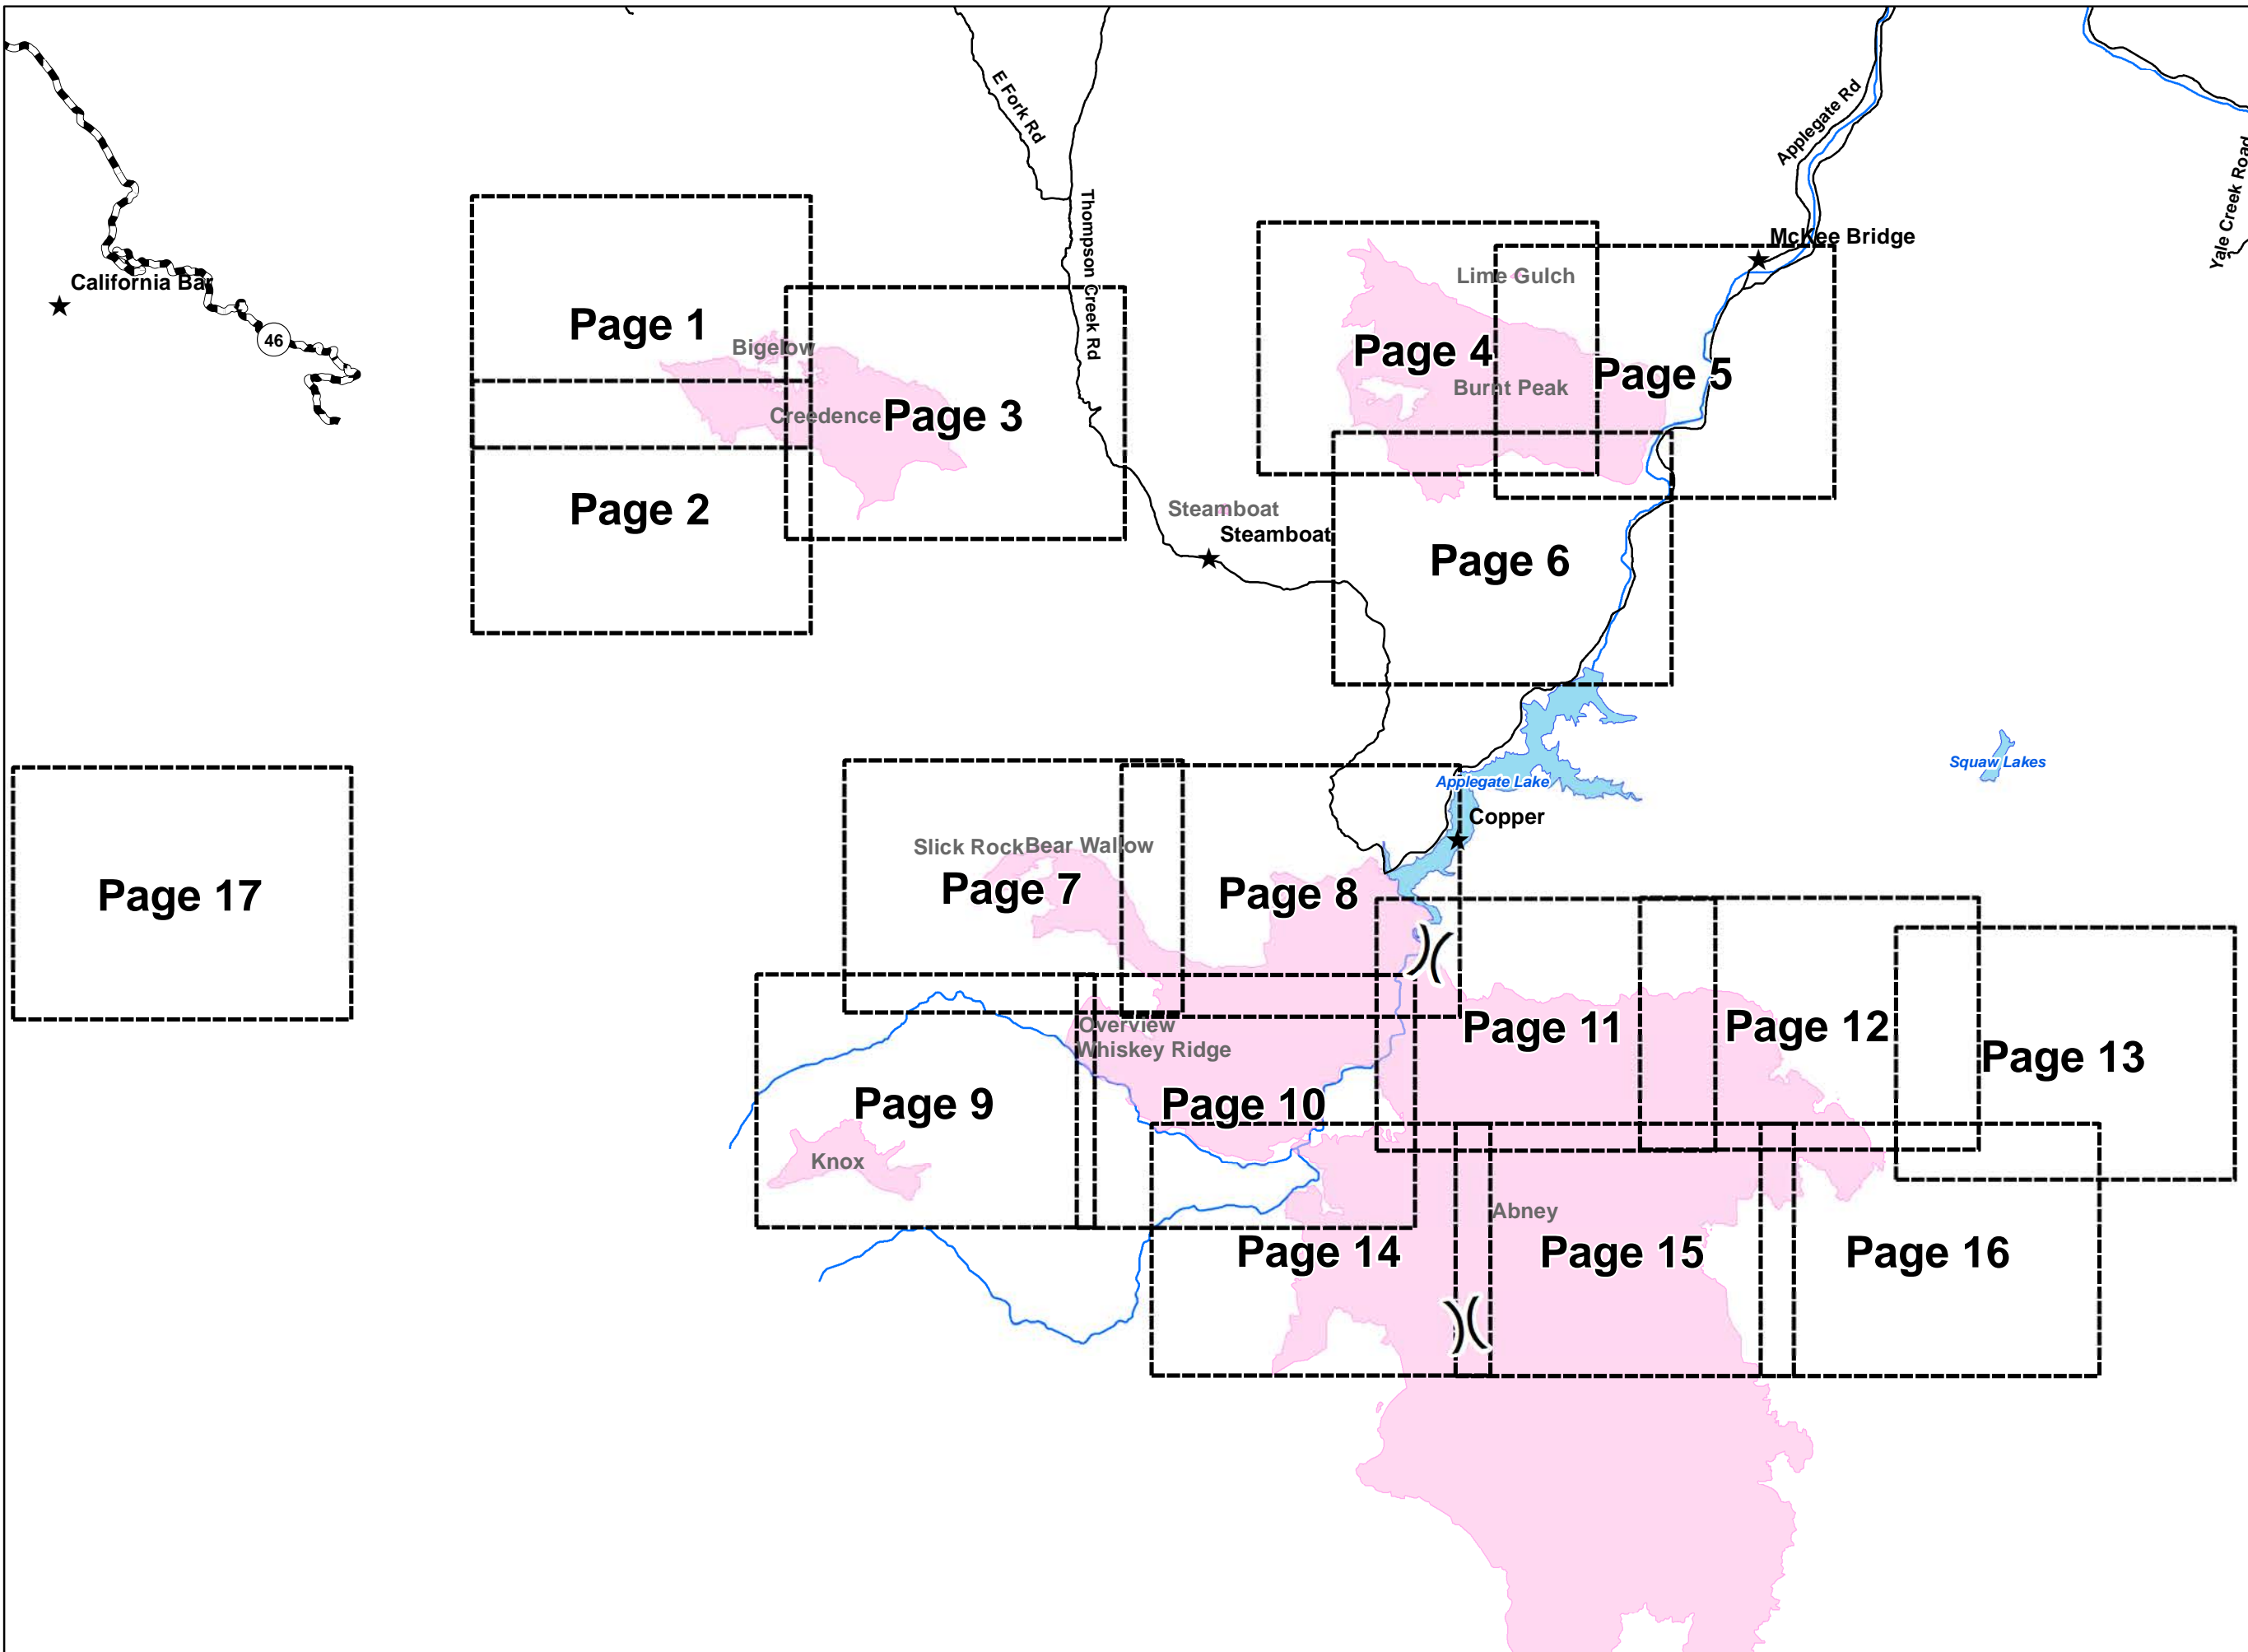 E Fork Rd
Applegate Rd
Yale Creek Road
Thompson Creek Rd
McKee Bridge
California Bar
46
Lime Gulch
Page 1
Bigelow
Page 4
Page 5
Burnt Peak
Creedence
Page 3
Page 2
Steamboat
Steamboat
Page 6
Squaw Lakes
Applegate Lake
Copper
Slick Rock
Bear Wallow
Page 17
Page 7
Page 8
Overview
Whiskey Ridge
Page 11
Page 12
Page 13
Page 9
Page 10
Knox
Abney
Page 14
Page 15
Page 16